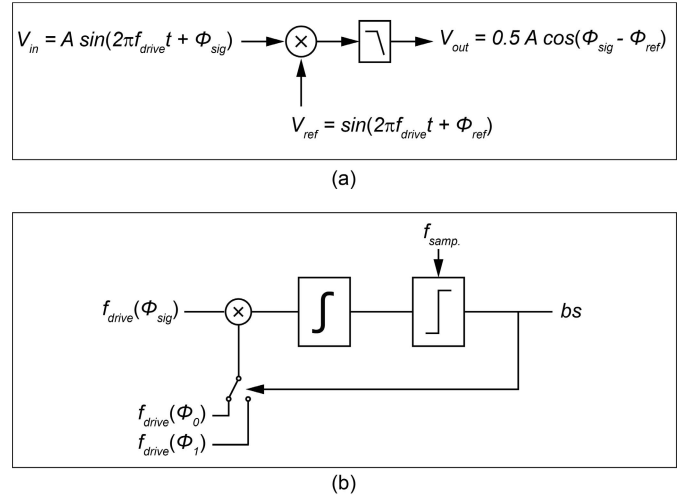 V_in = A sin(2πf_drive t + Φ_sig)
V_out = 0.5 A cos(Φ_sig - Φ_ref)
V_ref = sin(2πf_drive t + Φ_ref)
(a)
f_samp.
f_drive(Φ_sig)
∫
bs
f_drive(Φ_0)
f_drive(Φ_1)
(b)